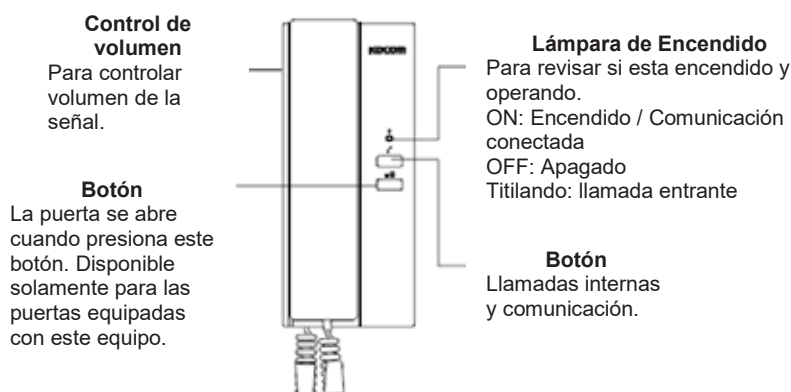 Control de
volumen
Para controlar
volumen de la
señal.
Botón
La puerta se abre
cuando presiona este
botón. Disponible
solamente para las
puertas equipadas
con este equipo.
KOCOM
Lámpara de Encendido
Para revisar si esta encendido y
operando.
ON: Encendido / Comunicación
conectada
OFF: Apagado
Titilando: llamada entrante
Botón
Llamadas internas
y comunicación.